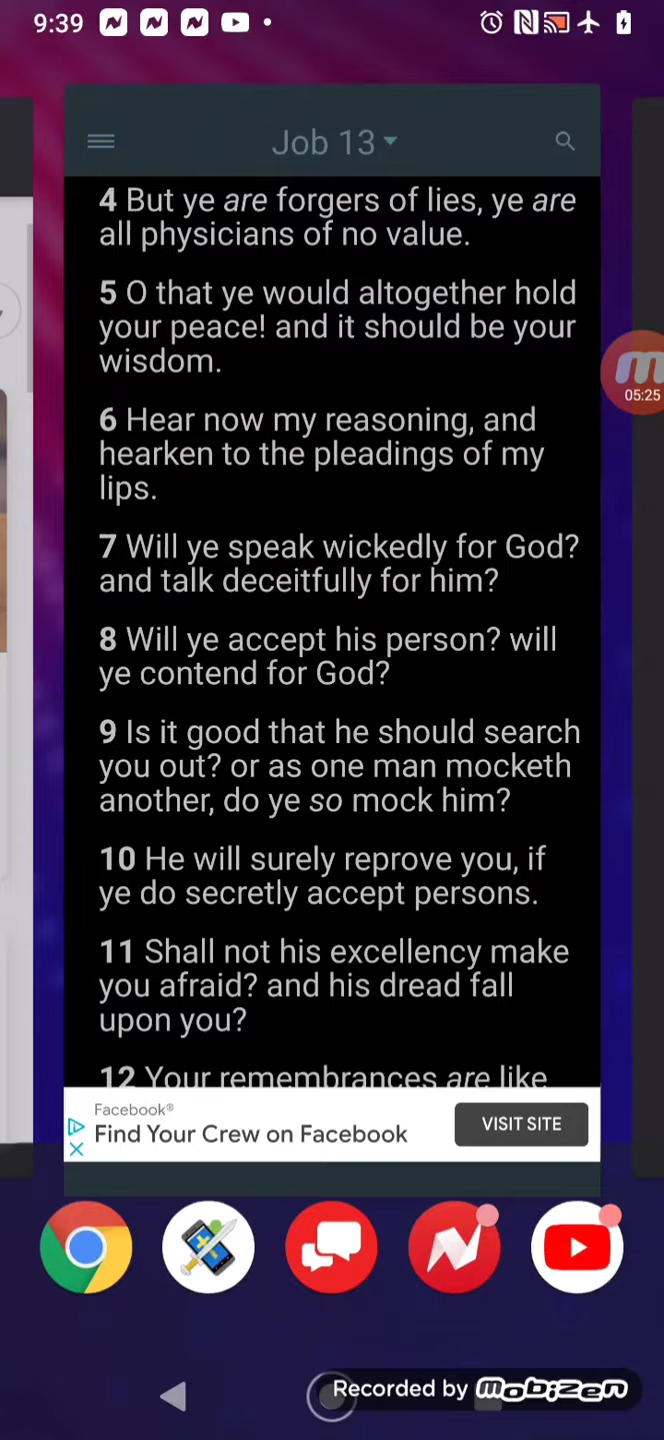 9:39
Job 13
4 But ye are forgers of lies, ye are
all physicians of no value.
5 O that ye would altogether hold
your peace! and it should be your
wisdom.
6 Hear now my reasoning, and
hearken to the pleadings of my
lips.
7 Will ye speak wickedly for God?
and talk deceitfully for him?
8 Will ye accept his person? will
ye contend for God?
9 Is it good that he should search
you out? or as one man mocketh
another, do ye so mock him?
10 He will surely reprove you, if
ye do secretly accept persons.
11 Shall not his excellency make
you afraid? and his dread fall
upon you?
12 Your remembrances are like
05:25
Facebook®
Find Your Crew on Facebook
VISIT SITE
Recorded by mobizen